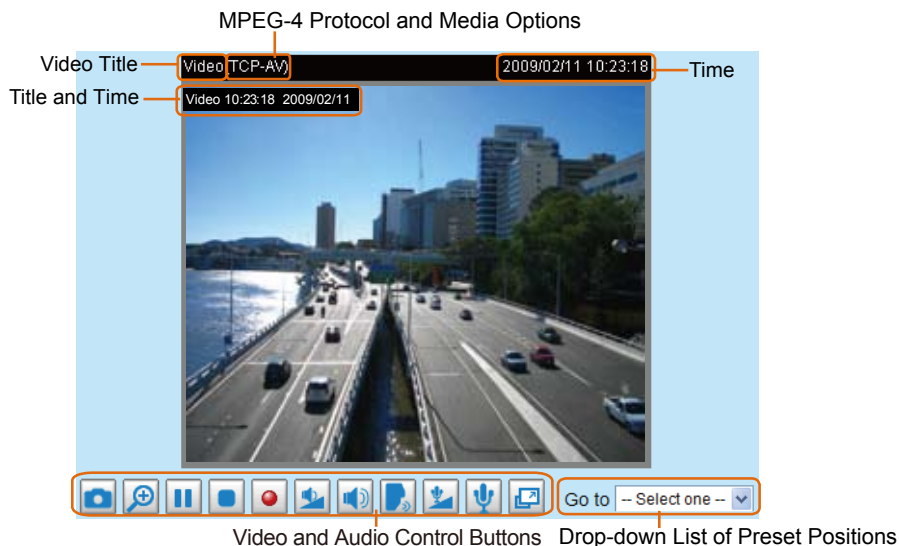 MPEG-4 Protocol and Media Options
Video Title
Video (TCP-AV)
2009/02/11 10:23:18
Time
Title and Time
Video 10:23:18 2009/02/11
Go to
-- Select one --
Video and Audio Control Buttons
Drop-down List of Preset Positions